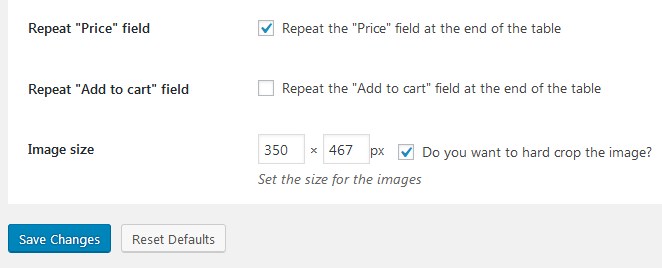 Repeat "Price" field Repeat the "Price" field at the end of the table
Repeat "Add to cart" field Repeat the "Add to cart" field at the end of the table
Image size 350 × 467 px Do you want to hard crop the image?
Set the size for the images
Save Changes Reset Defaults